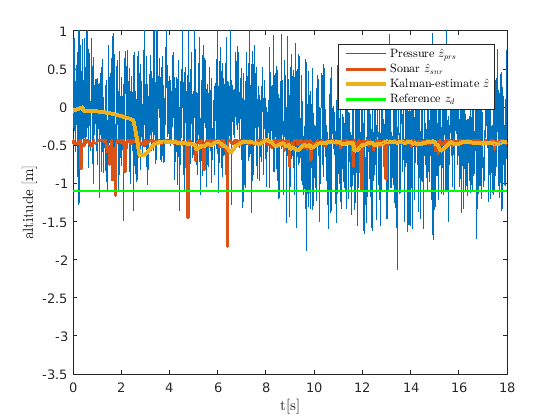 1
0.5
0
-0.5
-1
-1.5
-2
-2.5
-3
-3.5
0 2 4 6 8 10 12 14 16 18
altitude [m]
t[s]
Pressure ẑ_prs
Sonar ẑ_snr
Kalman-estimate ẑ
Reference z_d